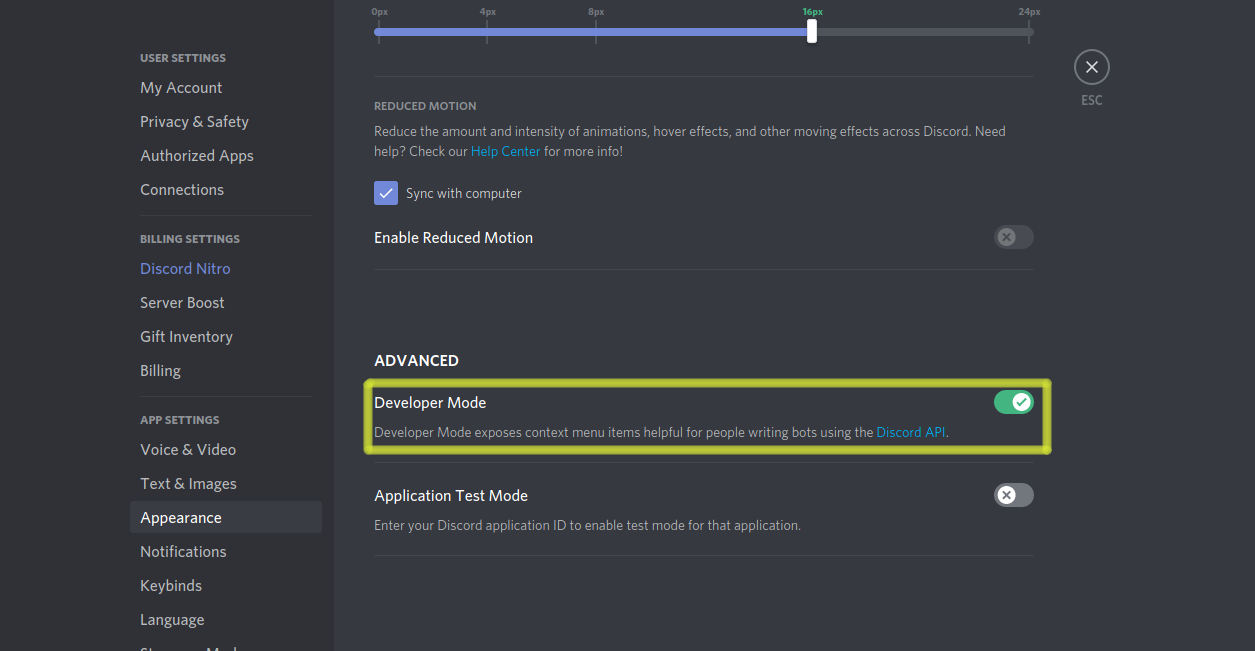 0px 4px 8px 16px 24px
USER SETTINGS
My Account
Privacy & Safety
Authorized Apps
Connections
BILLING SETTINGS
Discord Nitro
Server Boost
Gift Inventory
Billing
APP SETTINGS
Voice & Video
Text & Images
Appearance
Notifications
Keybinds
Language
REDUCED MOTION
Reduce the amount and intensity of animations, hover effects, and other moving effects across Discord. Need
help? Check our Help Center for more info!
Sync with computer
Enable Reduced Motion
ADVANCED
Developer Mode
Developer Mode exposes context menu items helpful for people writing bots using the Discord API.
Application Test Mode
Enter your Discord application ID to enable test mode for that application.
ESC